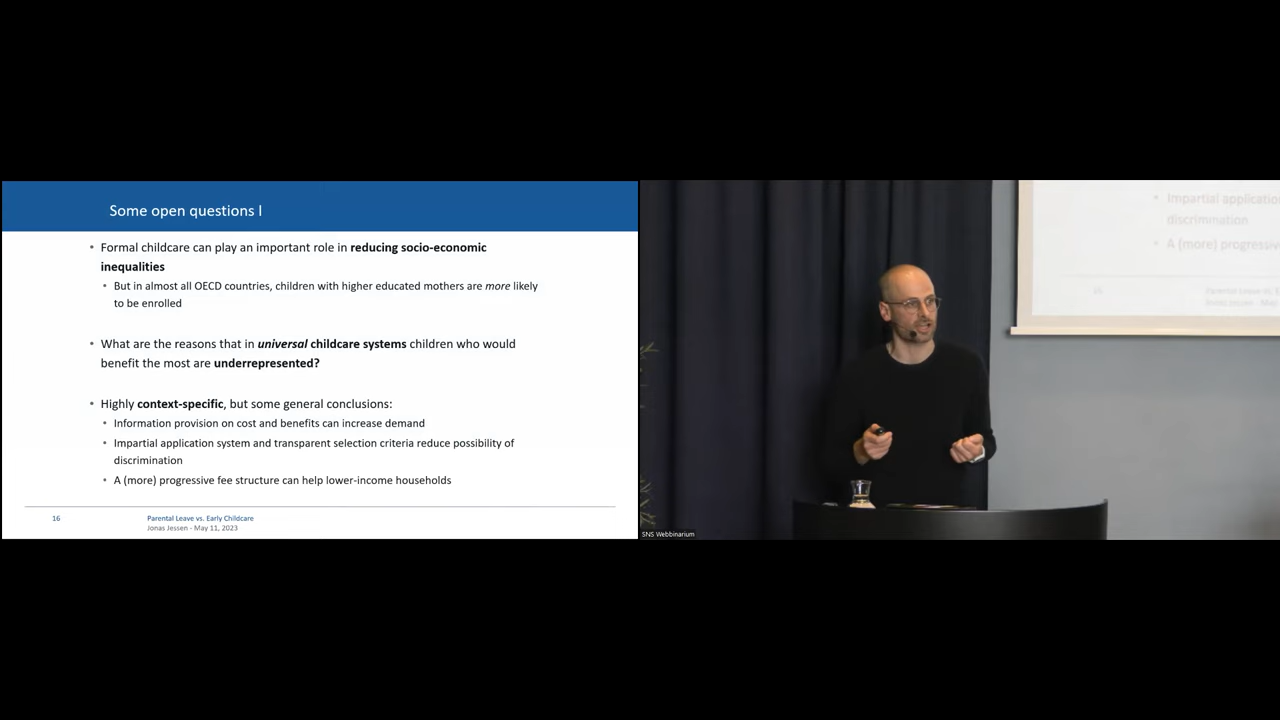 Some open questions I
• Formal childcare can play an important role in reducing socio-economic
inequalities
• But in almost all OECD countries, children with higher educated mothers are more likely
to be enrolled
• What are the reasons that in universal childcare systems children who would
benefit the most are underrepresented?
• Highly context-specific, but some general conclusions:
• Information provision on cost and benefits can increase demand
• Impartial application system and transparent selection criteria reduce possibility of
discrimination
• A (more) progressive fee structure can help lower-income households
16
Parental Leave vs. Early Childcare
Jonas Jessen - May 11, 2023
• Impartial
discrimination
• A (more) progressive
SNS Webbinarium